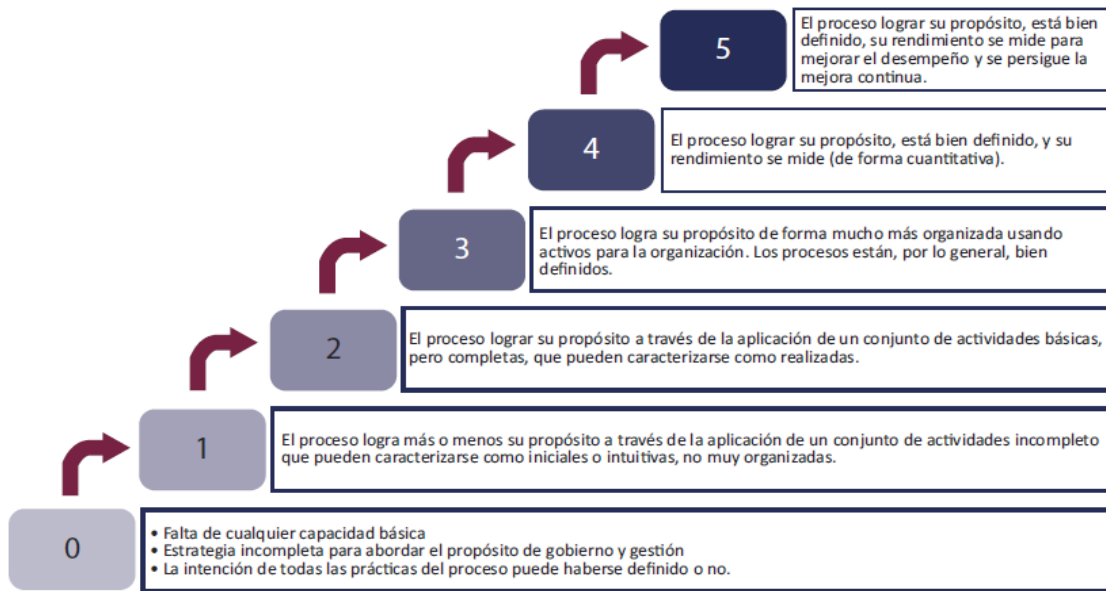 5
El proceso lograr su propósito, está bien
definido, su rendimiento se mide para
mejorar el desempeño y se persigue la
mejora continua.
4
El proceso lograr su propósito, está bien definido, y su
rendimiento se mide (de forma cuantitativa).
3
El proceso logra su propósito de forma mucho más organizada usando
activos para la organización. Los procesos están, por lo general, bien
definidos.
2
El proceso lograr su propósito a través de la aplicación de un conjunto de actividades básicas,
pero completas, que pueden caracterizarse como realizadas.
1
El proceso logra más o menos su propósito a través de la aplicación de un conjunto de actividades incompleto
que pueden caracterizarse como iniciales o intuitivas, no muy organizadas.
0
• Falta de cualquier capacidad básica
• Estrategia incompleta para abordar el propósito de gobierno y gestión
• La intención de todas las prácticas del proceso puede haberse definido o no.